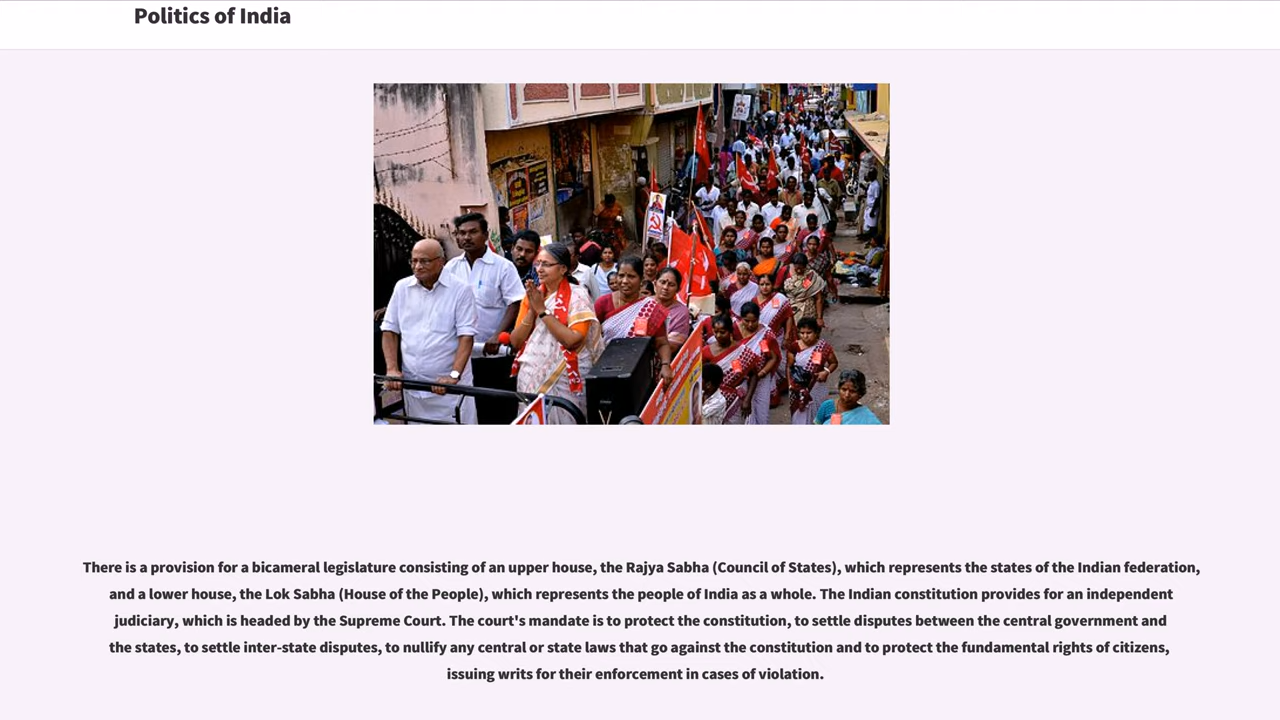 Politics of India
There is a provision for a bicameral legislature consisting of an upper house, the Rajya Sabha (Council of States), which represents the states of the Indian federation,
and a lower house, the Lok Sabha (House of the People), which represents the people of India as a whole. The Indian constitution provides for an independent
judiciary, which is headed by the Supreme Court. The court's mandate is to protect the constitution, to settle disputes between the central government and
the states, to settle inter-state disputes, to nullify any central or state laws that go against the constitution and to protect the fundamental rights of citizens,
issuing writs for their enforcement in cases of violation.